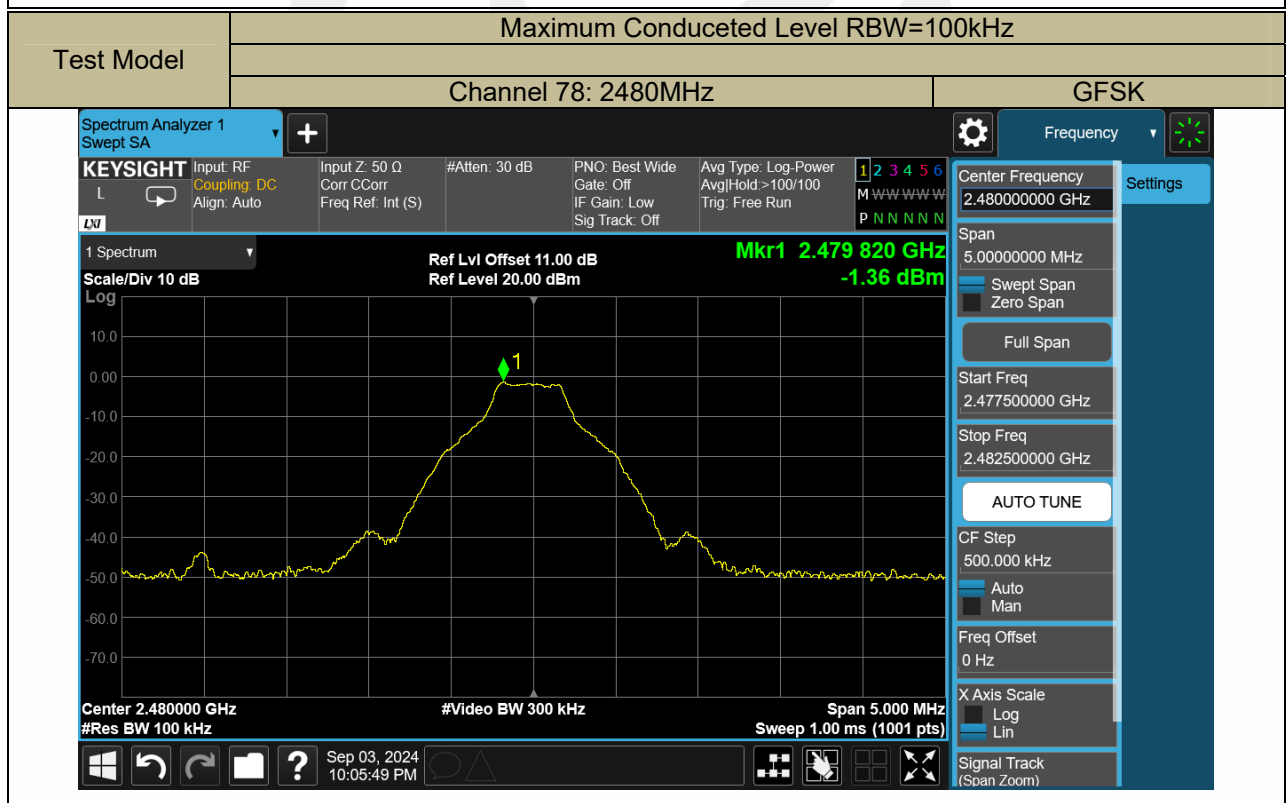 Maximum Conduceted Level RBW=100kHz
Test Model
Channel 78: 2480MHz GFSK
Spectrum Analyzer 1
Swept SA
+
Frequency
KEYSIGHT
L
LXI
Input: RF
Coupling: DC
Align: Auto
Input Z: 50 Ω
Corr CCorr
Freq Ref: Int (S)
#Atten: 30 dB
PNO: Best Wide
Gate: Off
IF Gain: Low
Sig Track: Off
Avg Type: Log-Power
Avg|Hold:>100/100
Trig: Free Run
1 2 3 4 5 6
M W W W W W
P N N N N N
Center Frequency
2.480000000 GHz
Settings
1 Spectrum
Scale/Div 10 dB
Log
Ref Lvl Offset 11.00 dB
Ref Level 20.00 dBm
Mkr1 2.479 820 GHz
-1.36 dBm
10.0
0.00
-10.0
-20.0
-30.0
-40.0
-50.0
-60.0
-70.0
1
Center 2.480000 GHz
#Res BW 100 kHz
#Video BW 300 kHz
Span 5.000 MHz
Sweep 1.00 ms (1001 pts)
Span
5.00000000 MHz
Swept Span
Zero Span
Full Span
Start Freq
2.477500000 GHz
Stop Freq
2.482500000 GHz
AUTO TUNE
CF Step
500.000 kHz
Auto
Man
Freq Offset
0 Hz
X Axis Scale
Log
Lin
Signal Track
(Span Zoom)
?
Sep 03, 2024
10:05:49 PM